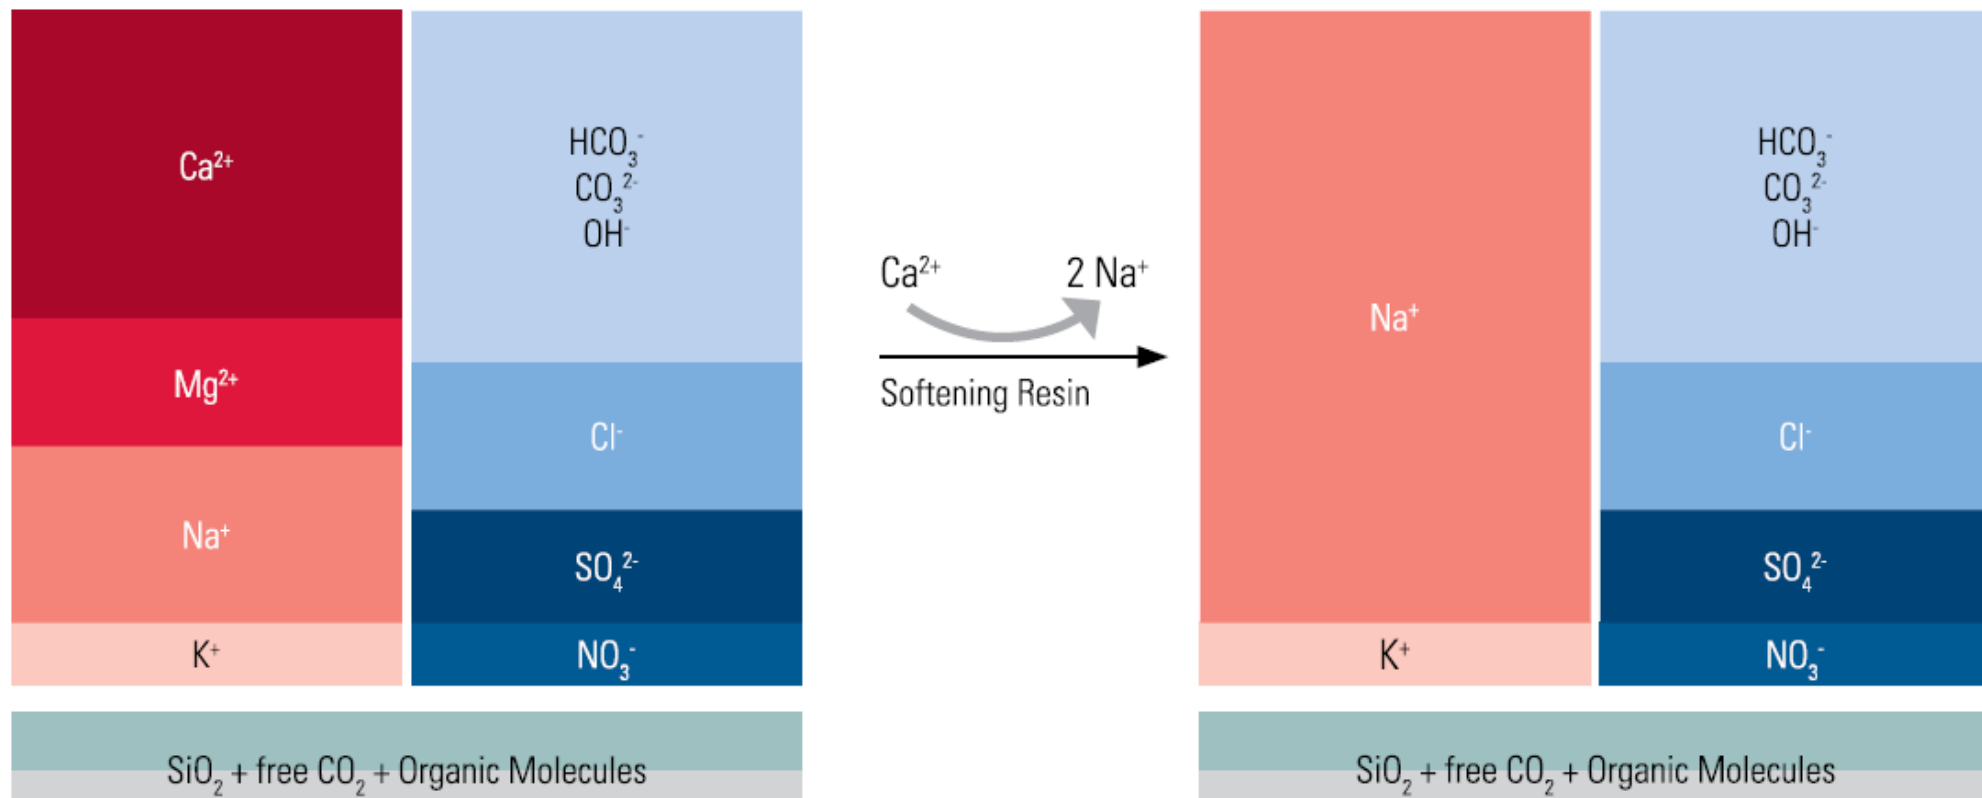 Ca²⁺
Mg²⁺
Na⁺
K⁺
HCO₃⁻
CO₃²⁻
OH⁻
Cl⁻
SO₄²⁻
NO₃⁻
SiO₂ + free CO₂ + Organic Molecules
Ca²⁺ 2 Na⁺
Softening Resin
Na⁺
K⁺
HCO₃⁻
CO₃²⁻
OH⁻
Cl⁻
SO₄²⁻
NO₃⁻
SiO₂ + free CO₂ + Organic Molecules